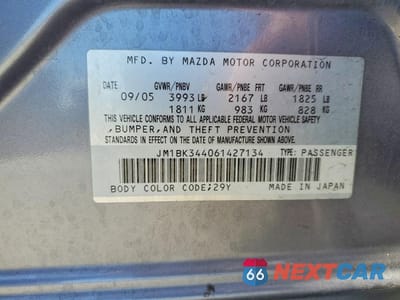 MFD. BY MAZDA MOTOR CORPORATION
DATE GVWR/PNBV GAWR/PNBE FRT GAWR/PNBE RR
09/05 3993 LB 2167 LB 1825 LB
1811 KG 983 KG 828 KG
THIS VEHICLE CONFORMS TO ALL APPLICABLE FEDERAL MOTOR VEHICLE SAFETY
,BUMPER,AND THEFT PREVENTION
STANDARDS IN EFFECT ON THE DATE OF MANUFACTURE SHOWN ABOVE.
JM1BK344061427134 TYPE: PASSENGER
BODY COLOR CODE;29Y MADE IN JAPAN
66 NEXTCAR